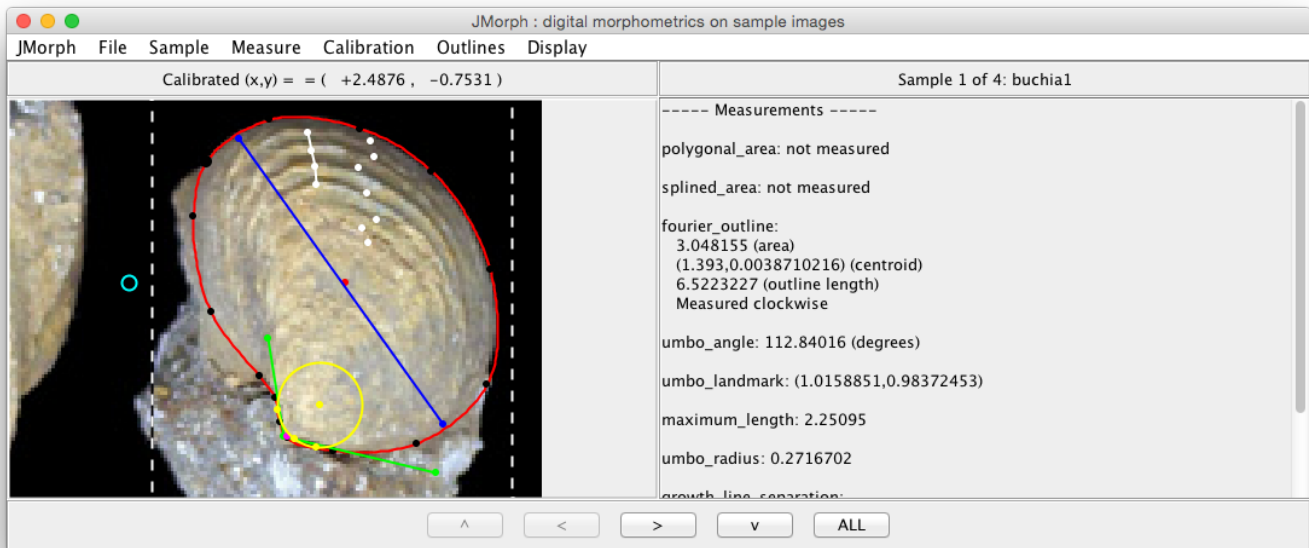 JMorph : digital morphometrics on sample images
JMorph File Sample Measure Calibration Outlines Display
Calibrated (x,y) = = ( +2.4876 , -0.7531 )
Sample 1 of 4: buchia1
----- Measurements -----
polygonal_area: not measured
splined_area: not measured
fourier_outline:
3.048155 (area)
(1.393,0.0038710216) (centroid)
6.5223227 (outline length)
Measured clockwise
umbo_angle: 112.84016 (degrees)
umbo_landmark: (1.0158851,0.98372453)
maximum_length: 2.25095
umbo_radius: 0.2716702
growth_line_separation:
^ < > v ALL